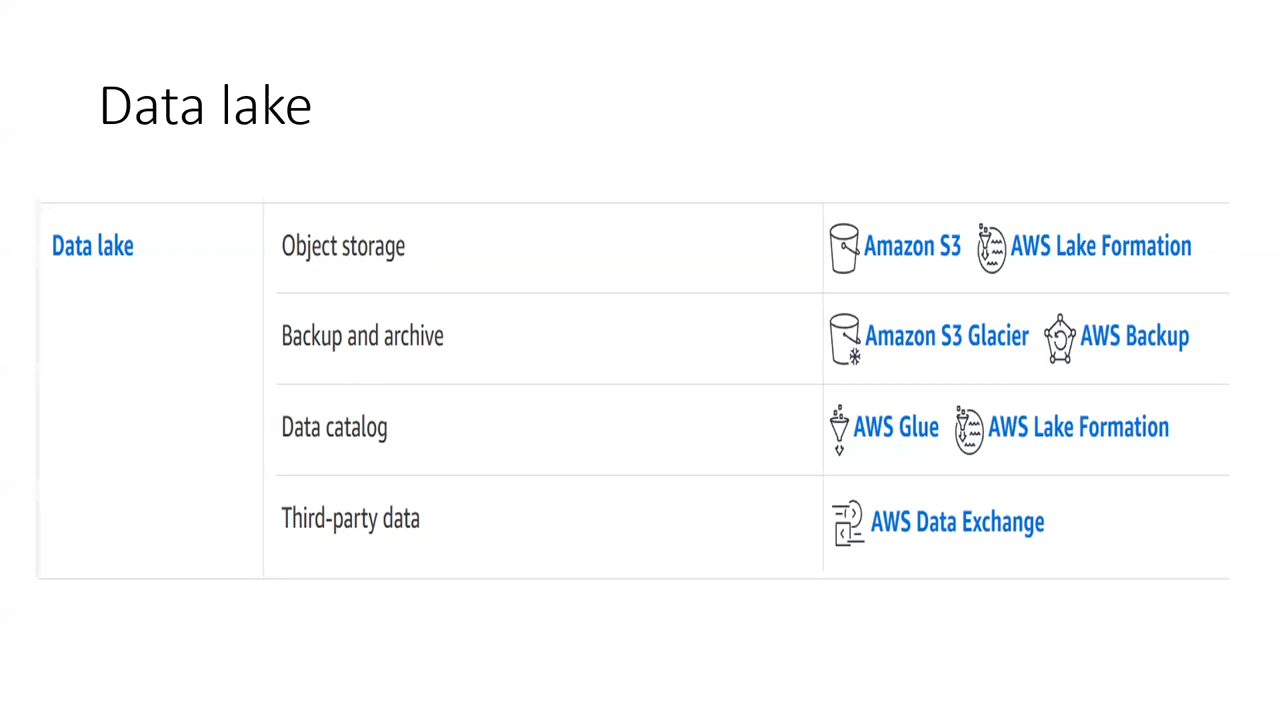 Data lake
Data lake Object storage Amazon S3 AWS Lake Formation
Backup and archive Amazon S3 Glacier AWS Backup
Data catalog AWS Glue AWS Lake Formation
Third-party data AWS Data Exchange